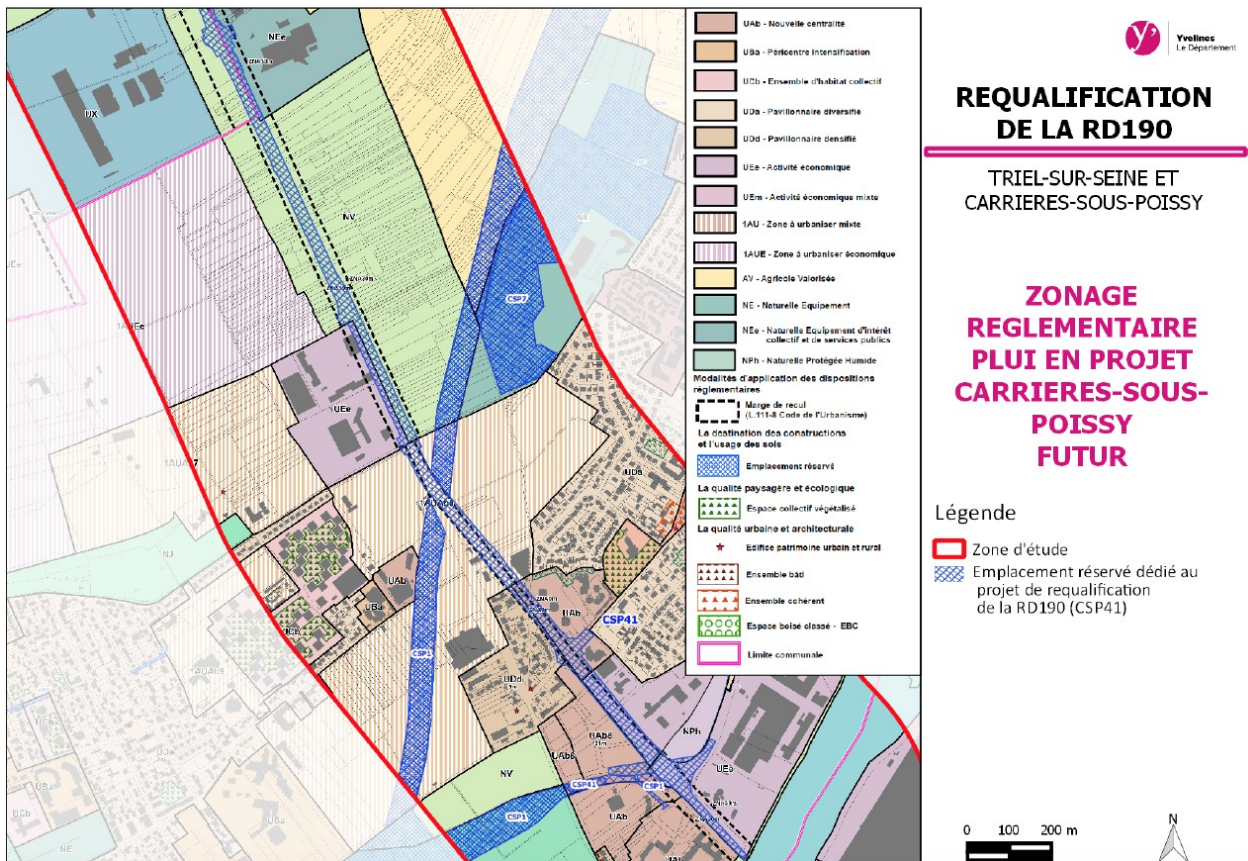 NEe
UX
NV
UEe
UAb
UBa
UDa
UAb
CSP7
CSP41
CSP1
UDd
UAb
NPh
UEe
NV
CSP41
CSP1
CSP1
UAb
NJ
UBa
NE
UAb - Nouvelle centralité
UBa - Péricentre intensification
UCb - Ensemble d'habitat collectif
UDa - Pavillonnaire diversifié
UDd - Pavillonnaire densifié
UEe - Activité économique
UEm - Activité économique mixte
1AU - Zone à urbaniser mixte
1AUE - Zone à urbaniser économique
AV - Agricole Valorisée
NE - Naturelle Equipement
NEe - Naturelle Equipement d'intérêt
collectif et de services publics
NPh - Naturelle Protégée Humide
Modalités d'application des dispositions
réglementaires
Marge de recul
(L.111-8 Code de l'Urbanisme)
La destination des constructions
et l'usage des sols
Emplacement réservé
La qualité paysagère et écologique
Espace collectif végétalisé
La qualité urbaine et architecturale
Edifice patrimoine urbain et rural
Ensemble bâti
Ensemble cohérent
Espace boisé classé - EBC
Limite communale
y'
Yvelines
Le Département
REQUALIFICATION
DE LA RD190
TRIEL-SUR-SEINE ET
CARRIERES-SOUS-POISSY
ZONAGE
REGLEMENTAIRE
PLUI EN PROJET
CARRIERES-SOUS-
POISSY
FUTUR
Légende
Zone d'étude
Emplacement réservé dédié au
projet de requalification
de la RD190 (CSP41)
0 100 200 m
N